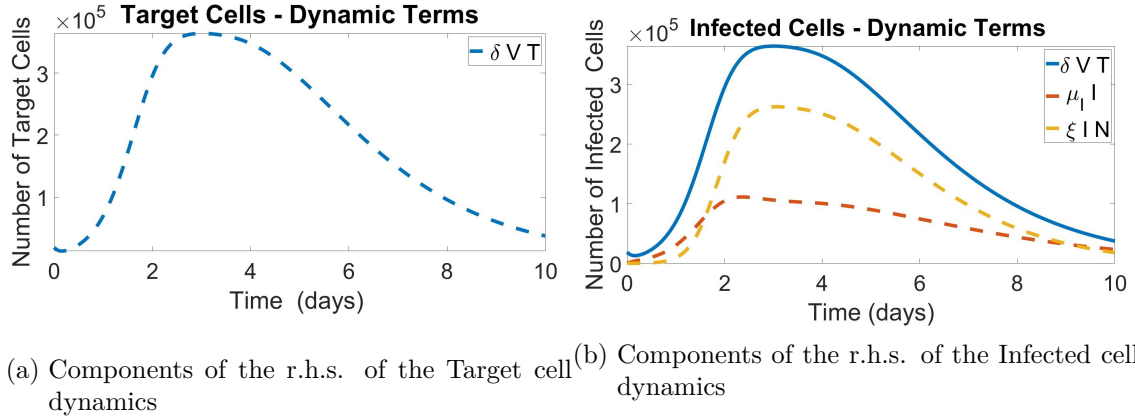 Target Cells - Dynamic Terms
×10⁵
Number of Target Cells
3
2
1
0 2 4 6 8 10
Time (days)
δ V T
Infected Cells - Dynamic Terms
×10⁵
Number of Infected Cells
3
2
1
0
0 2 4 6 8 10
Time (days)
δ V T
μ_I I
ξ I N
(a) Components of the r.h.s. of the Target cell
dynamics
(b) Components of the r.h.s. of the Infected cell
dynamics